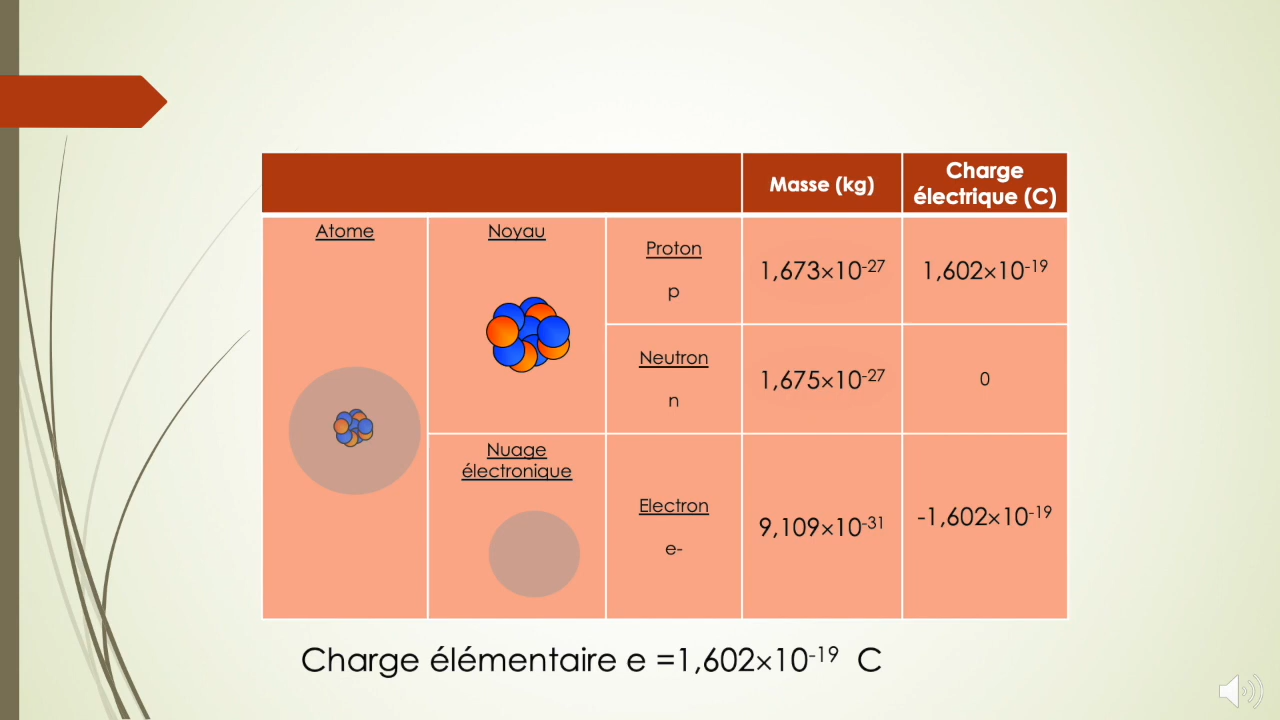 Masse (kg)
Charge
électrique (C)
Atome
Noyau
Proton
p
1,673×10⁻²⁷
1,602×10⁻¹⁹
Neutron
n
1,675×10⁻²⁷
0
Nuage
électronique
Electron
e-
9,109×10⁻³¹
-1,602×10⁻¹⁹
Charge élémentaire e =1,602×10⁻¹⁹ C